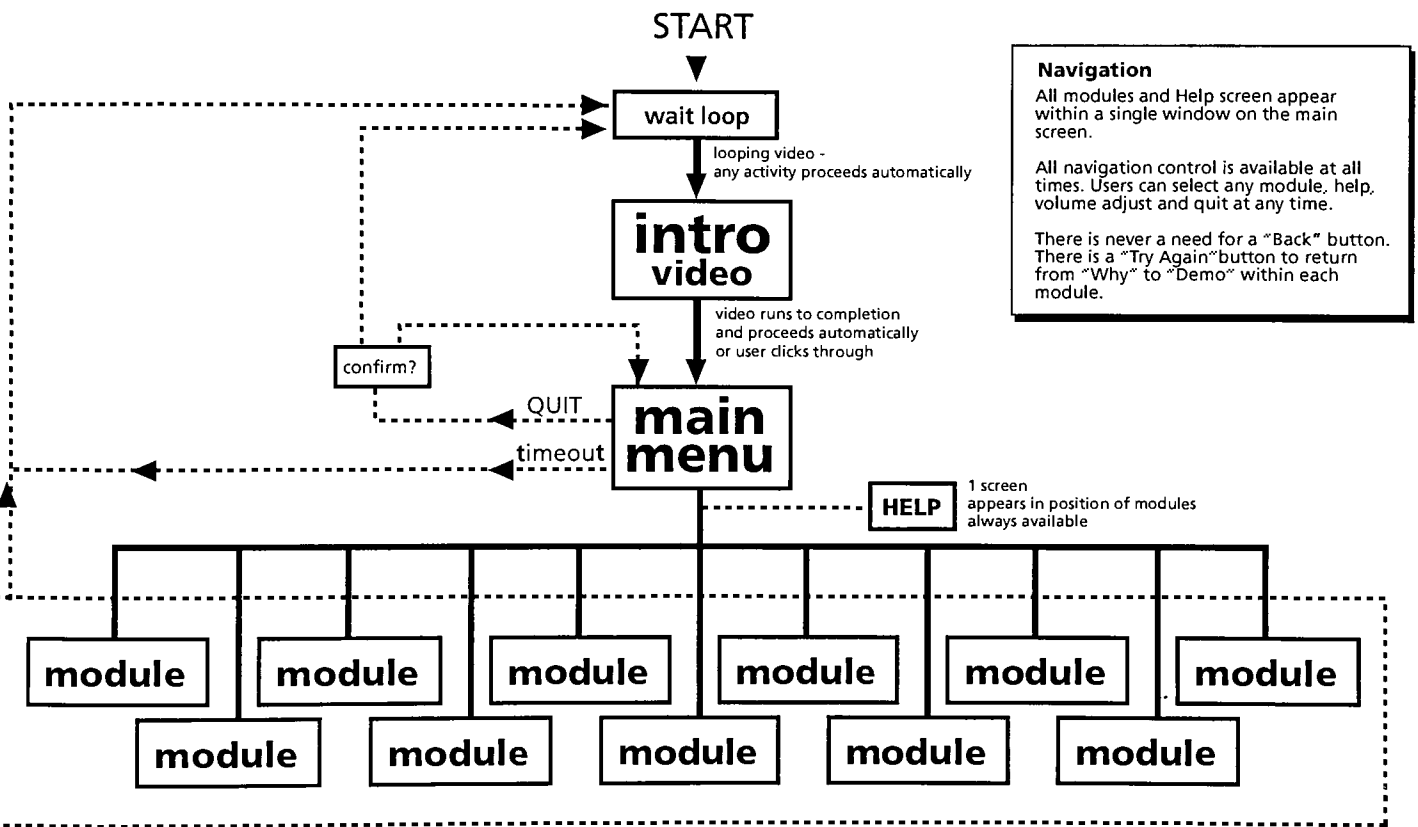 START
wait loop
looping video -
any activity proceeds automatically
intro
video
video runs to completion
and proceeds automatically
or user clicks through
confirm?
QUIT
timeout
main
menu
HELP
1 screen
appears in position of modules
always available
module
module
module
module
module
module
module
module
module
module
module
Navigation
All modules and Help screen appear
within a single window on the main
screen.
All navigation control is available at all
times. Users can select any module, help,
volume adjust and quit at any time.
There is never a need for a "Back" button.
There is a "Try Again"button to return
from "Why" to "Demo" within each
module.